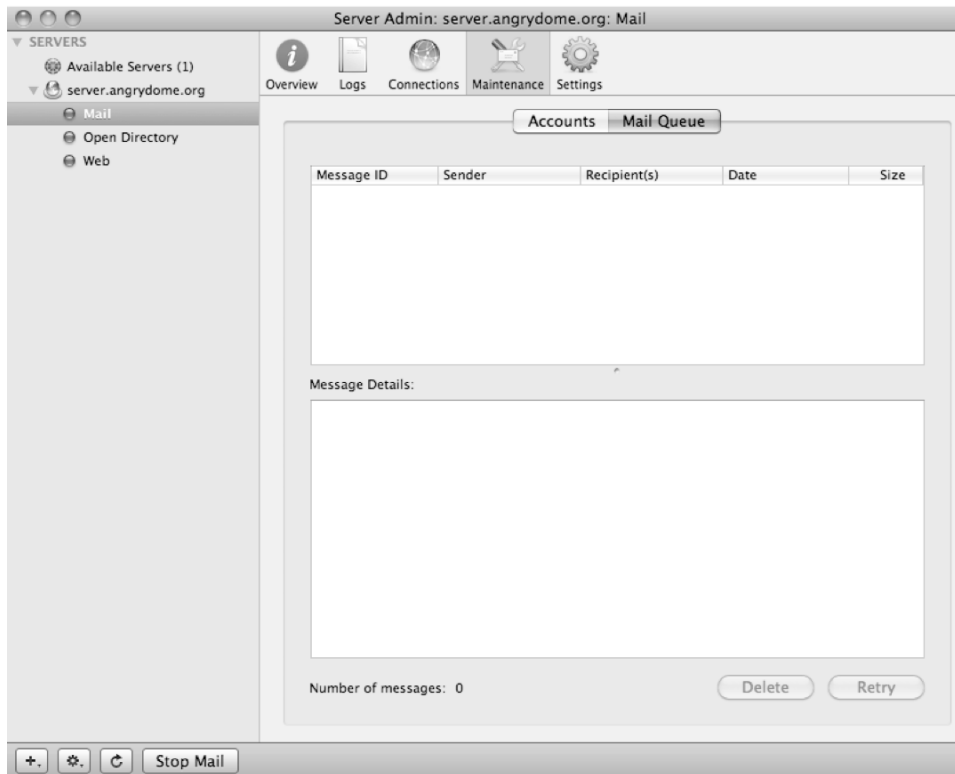 Server Admin: server.angrydome.org: Mail
SERVERS
Available Servers (1)
server.angrydome.org
Mail
Open Directory
Web
Overview
Logs
Connections
Maintenance
Settings
Accounts
Mail Queue
Message ID
Sender
Recipient(s)
Date
Size
Message Details:
Number of messages: 0
Delete
Retry
Stop Mail